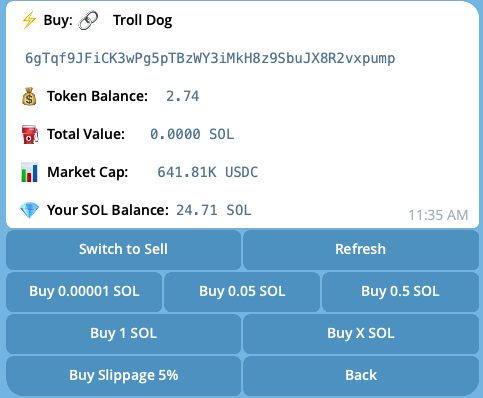 ⚡ Buy: 🔗 Troll Dog
6gTqf9JFiCK3wPg5pTBzWY3iMkH8z9SbuJX8R2vxpump
💰 Token Balance: 2.74
⛽ Total Value: 0.0000 SOL
📊 Market Cap: 641.81K USDC
💎 Your SOL Balance: 24.71 SOL
11:35 AM
Switch to Sell Refresh
Buy 0.00001 SOL Buy 0.05 SOL Buy 0.5 SOL
Buy 1 SOL Buy X SOL
Buy Slippage 5% Back